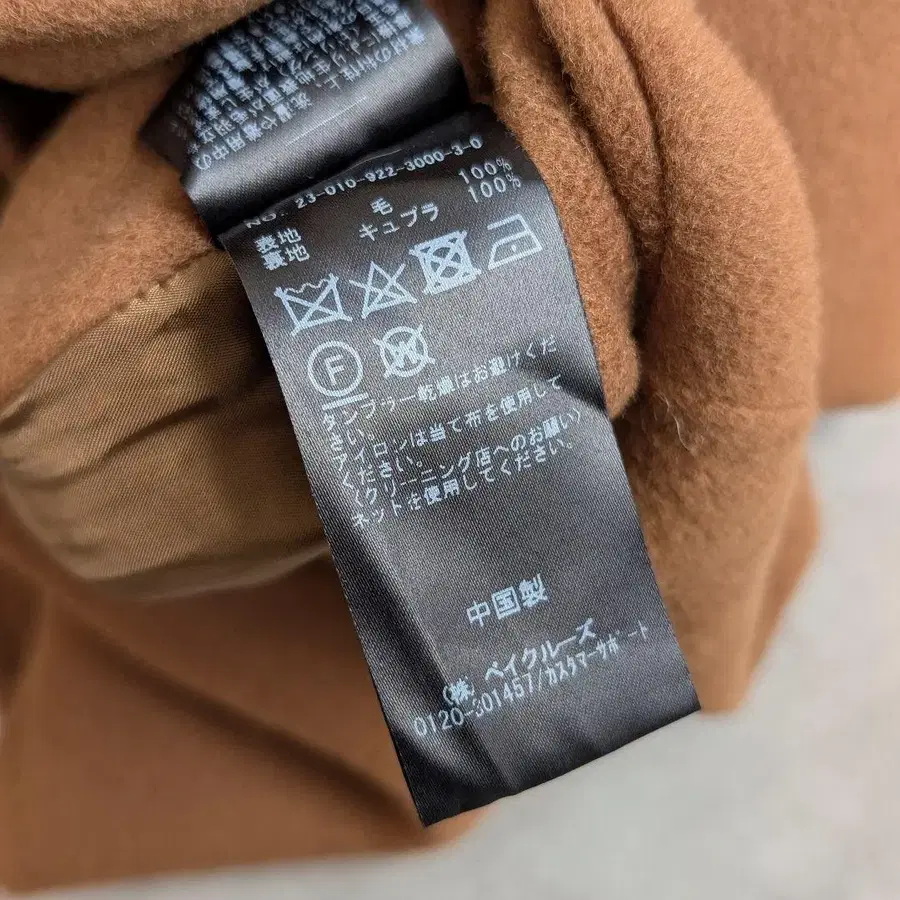 No. 23-010-922-3000-3-0
表地 毛 100%
裏地 キュプラ 100%
F W
タンブラー乾燥はお避けくだ
さい。
アイロンは当て布を使用して
ください。
〈クリーニング店へのお願い〉
ネットを使用してください。
中国製
(株) ベイクルーズ
0120-301457/カスタマーサポート